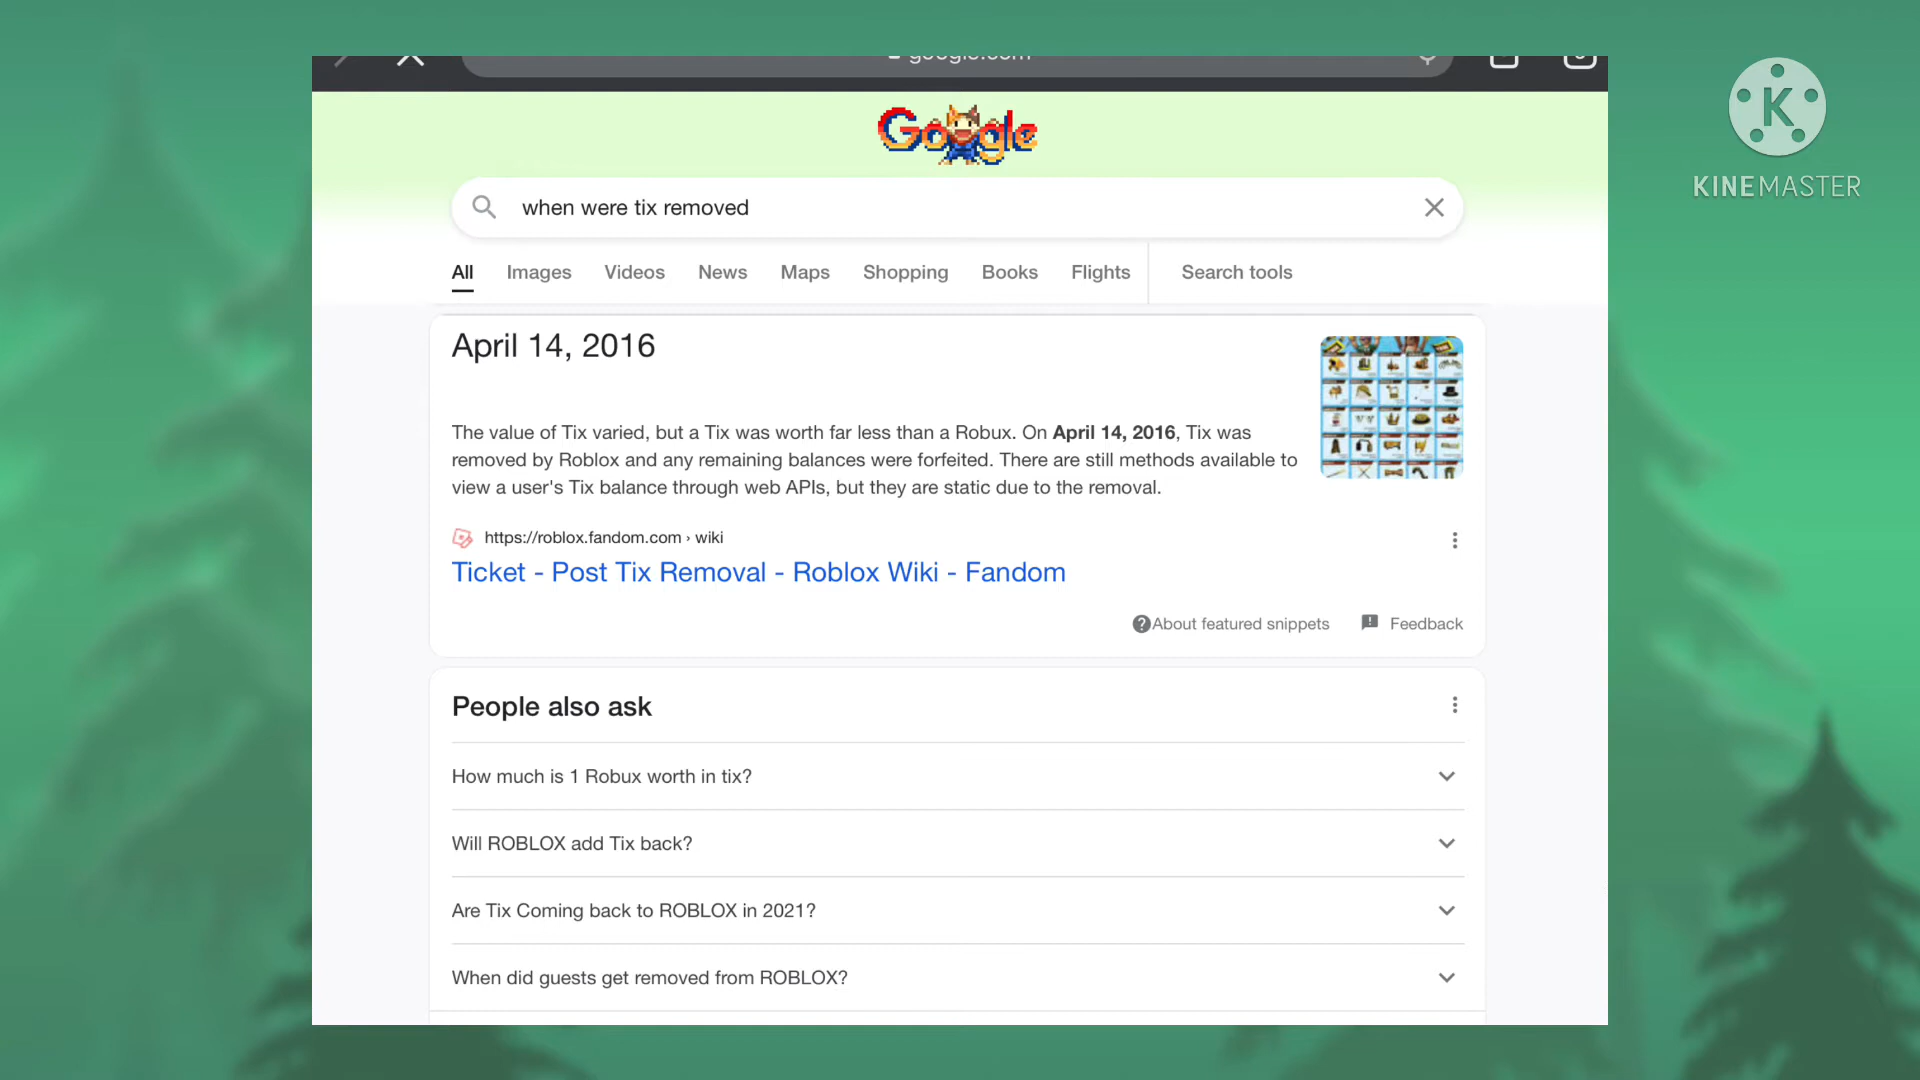 google.com
Google
KINEMASTER
when were tix removed
All Images Videos News Maps Shopping Books Flights Search tools
April 14, 2016
The value of Tix varied, but a Tix was worth far less than a Robux. On April 14, 2016, Tix was
removed by Roblox and any remaining balances were forfeited. There are still methods available to
view a user's Tix balance through web APIs, but they are static due to the removal.
https://roblox.fandom.com › wiki
Ticket - Post Tix Removal - Roblox Wiki - Fandom
About featured snippets Feedback
People also ask
How much is 1 Robux worth in tix?
Will ROBLOX add Tix back?
Are Tix Coming back to ROBLOX in 2021?
When did guests get removed from ROBLOX?